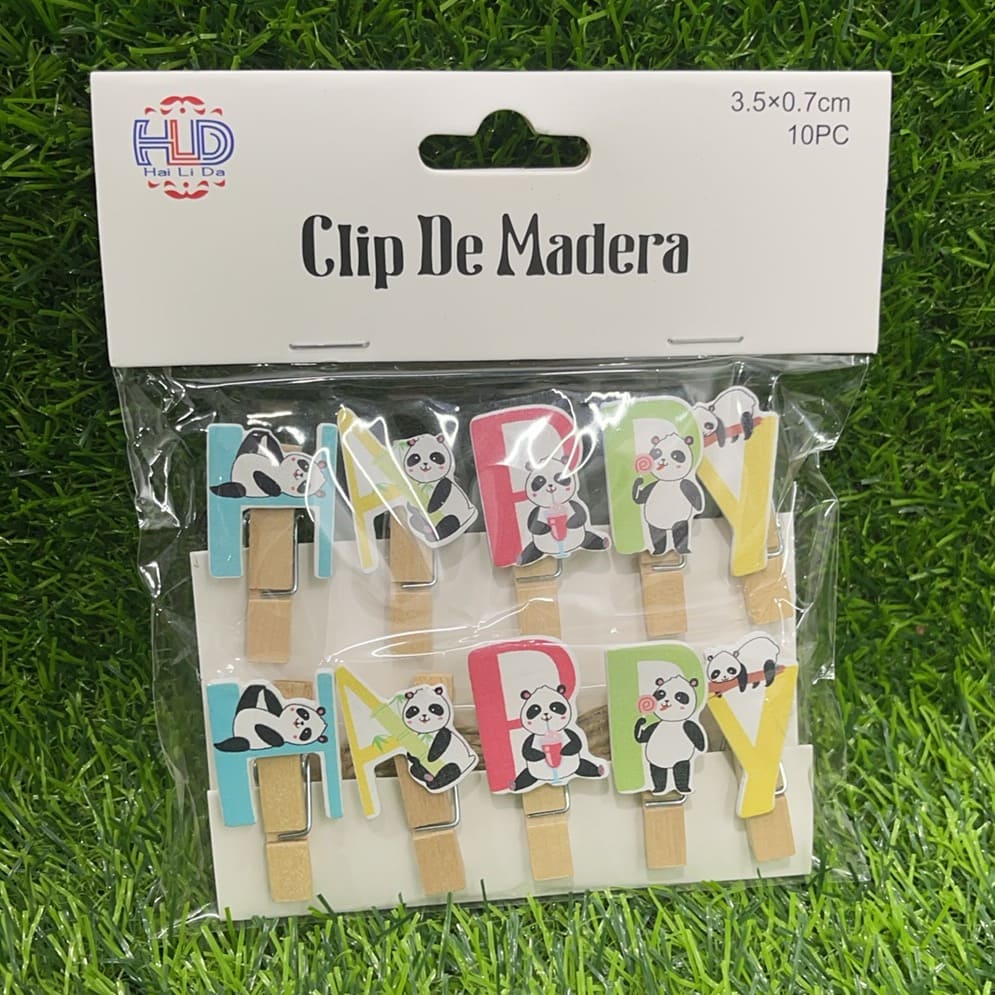 HLD
Hai Li Da
3.5×0.7cm
10PC
Clip De Madera
HAPPY
HAPPY